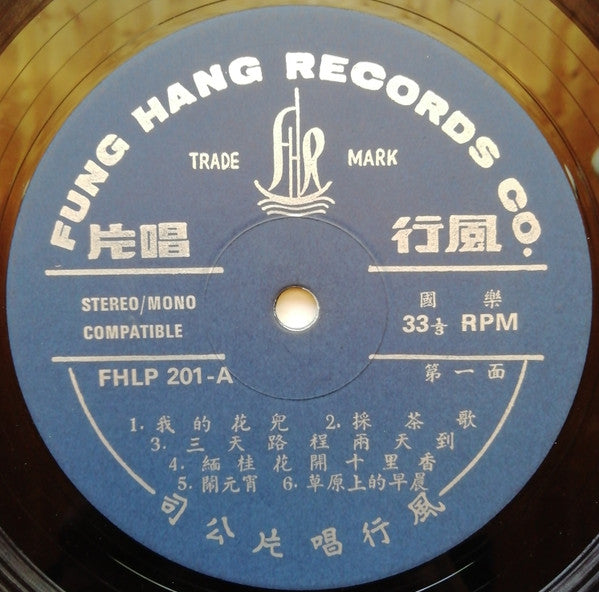 FUNG HANG RECORDS CO.
TRADE FHR MARK
風行 唱片
STEREO/MONO
COMPATIBLE
國樂
33⅓ RPM
FHLP 201-A
第一面
1. 我的花兒 2. 採茶歌
3. 三天路程兩天到
4. 緬桂花開十里香
5. 鬧元宵 6. 草原上的早晨
風行唱片公司